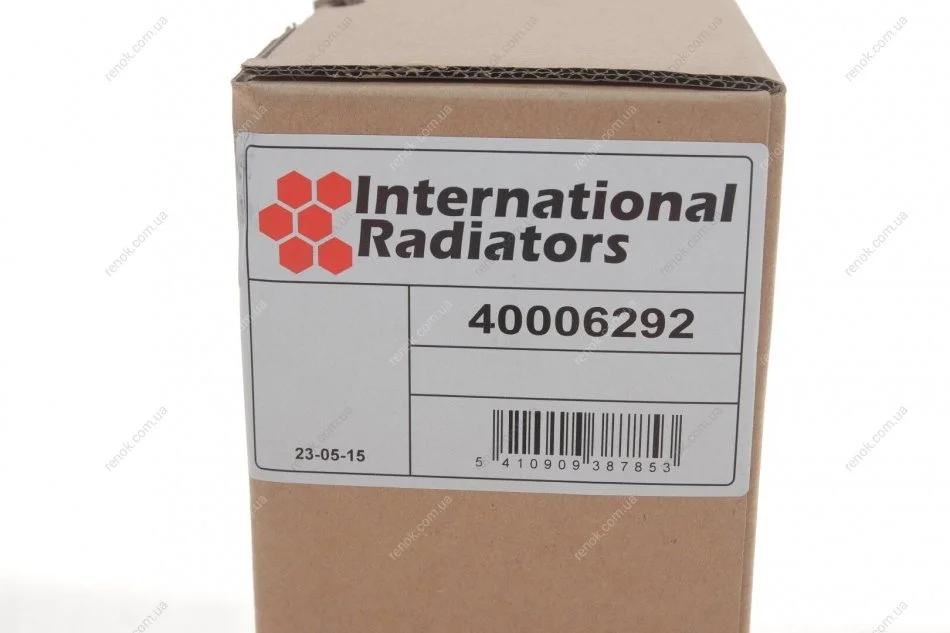 International
Radiators
40006292
23-05-15
5 410909 387853
renok.com.ua